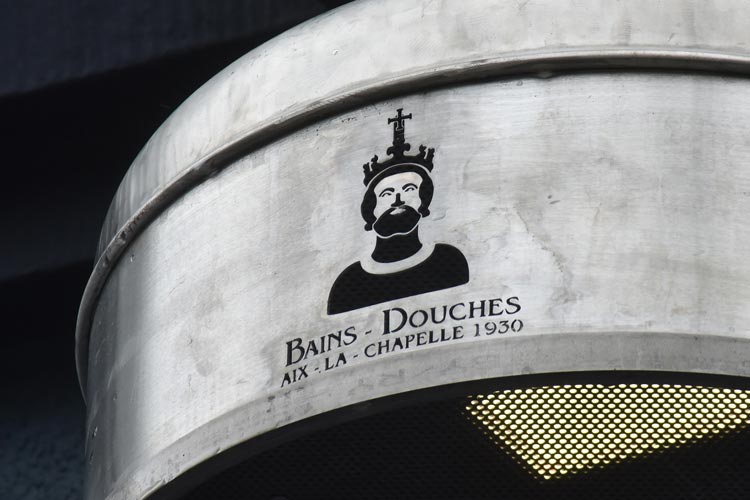 BAINS - DOUCHES
AIX - LA - CHAPELLE 1930